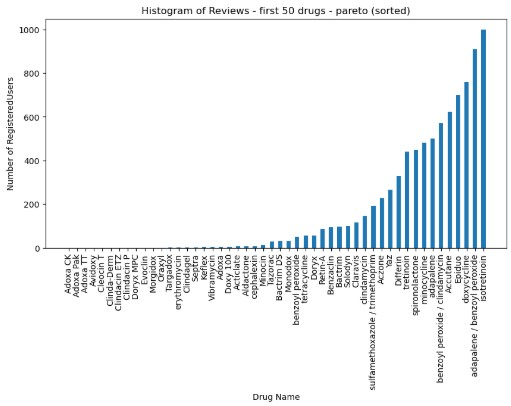 Histogram of Reviews - first 50 drugs - pareto (sorted)
Number of RegisteredUsers
1000
800
600
400
200
0
Adoxa CK
Adoxa Pak
Adoxa TT
Avidoxy
Cleocin T
Clinda-Derm
Clindacin ETZ
Clindacin P
Doryx MPC
Evoclin
Morgidox
Oraxyl
Targadox
erythromycin
Clindagel
Septra
Keflex
Vibramycin
Adoxa
Doxy 100
Acticlate
Aldactone
cephalexin
Minocin
Tazorac
Bactrim DS
Monodox
benzoyl peroxide
tetracycline
Doryx
Retin-A
Benzaclin
Bactrim
Solodyn
Claravis
clindamycin
sulfamethoxazole / trimethoprim
Aczone
Yaz
Differin
tretinoin
spironolactone
minocycline
adapalene
benzoyl peroxide / clindamycin
Accutane
Epiduo
doxycycline
adapalene / benzoyl peroxide
isotretinoin
Drug Name